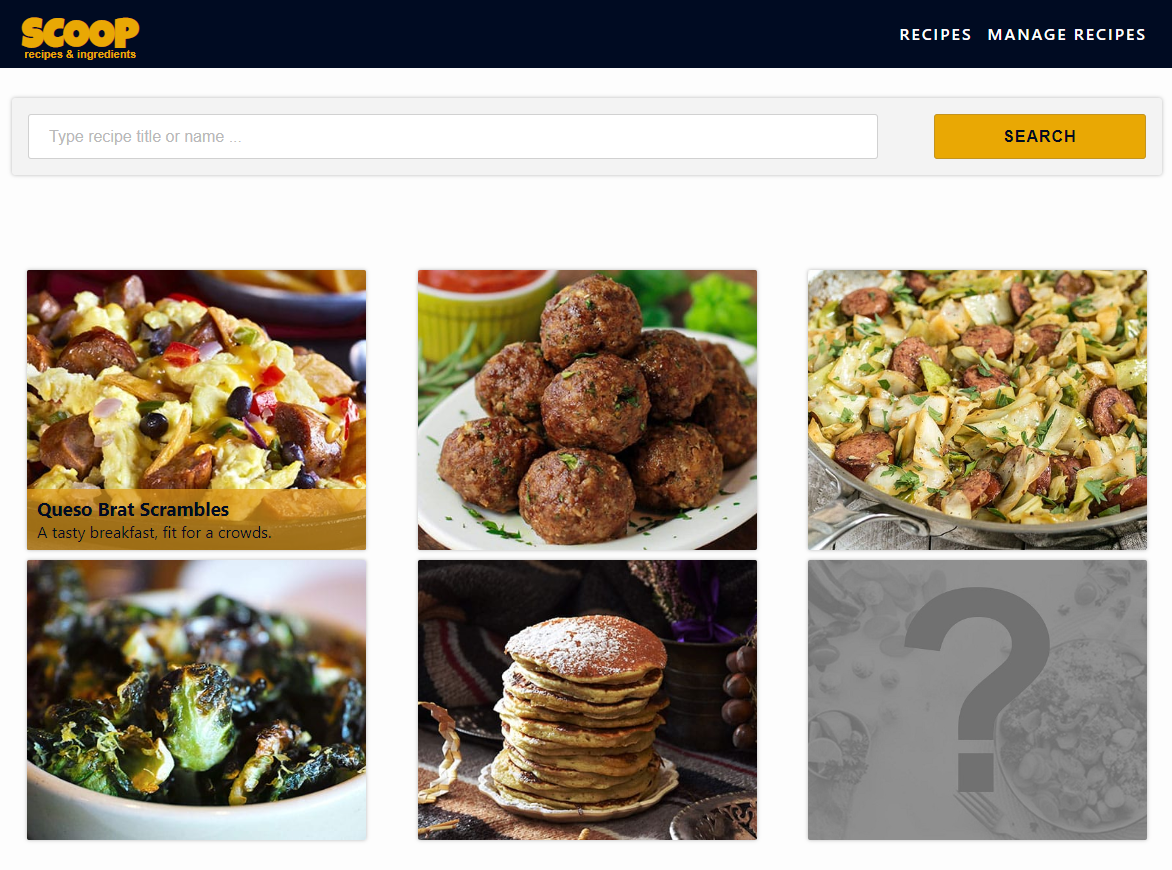 SCOOP
recipes & ingredients
RECIPES MANAGE RECIPES
Type recipe title or name ...
SEARCH
Queso Brat Scrambles
A tasty breakfast, fit for a crowds.
?